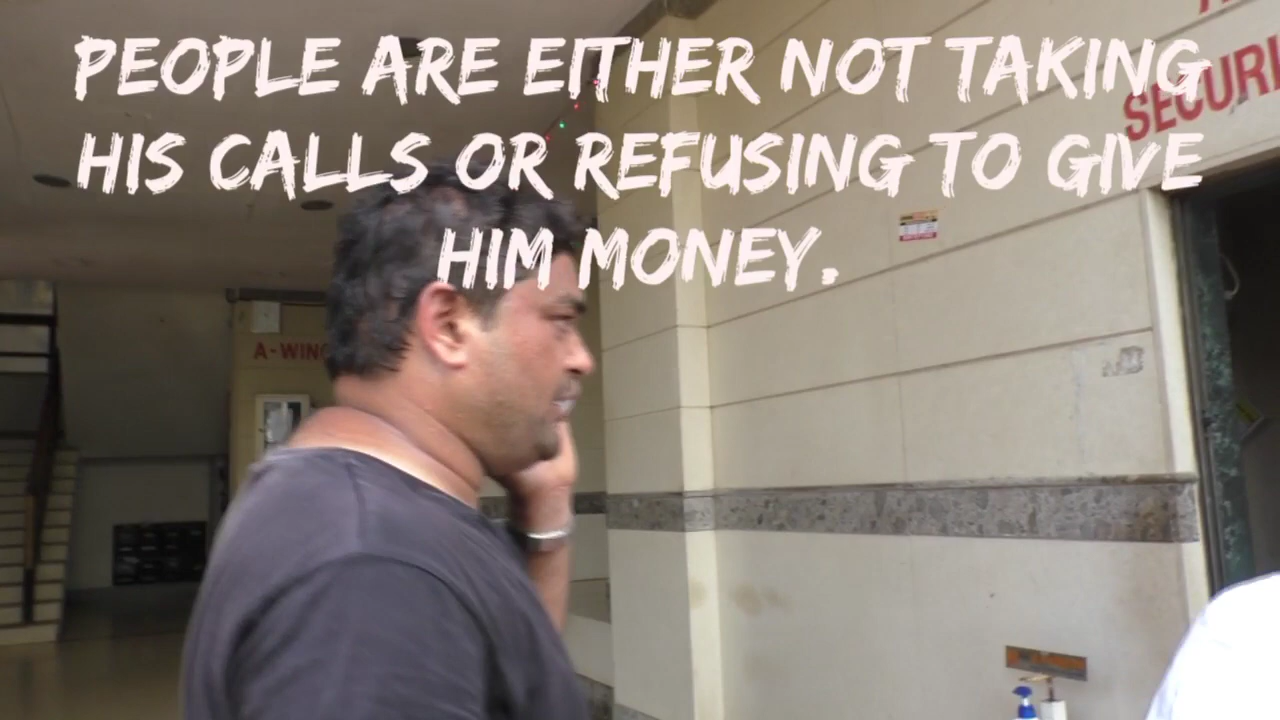 PEOPLE ARE EITHER NOT TAKING
HIS CALLS OR REFUSING TO GIVE
HIM MONEY.
SECURI
A-WING